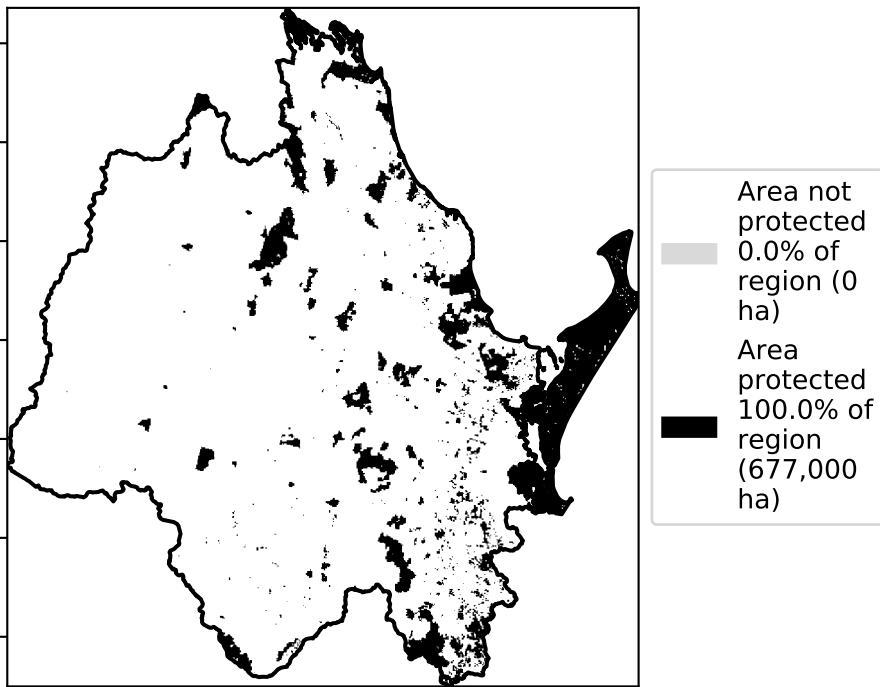 Area not
protected
0.0% of
region (0
ha)
Area
protected
100.0% of
region
(677,000
ha)